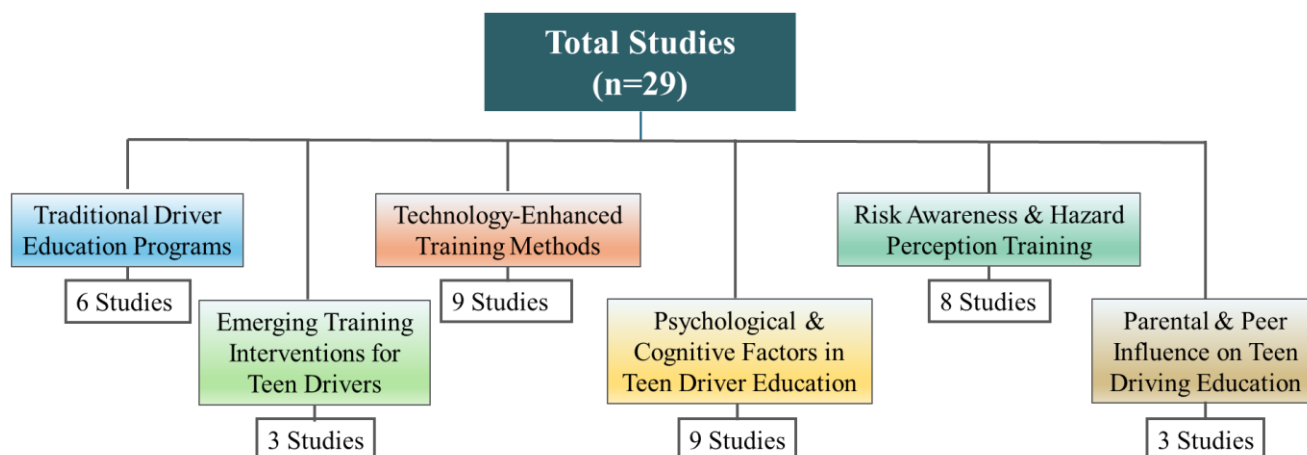 Total Studies
(n=29)
Traditional Driver
Education Programs
6 Studies
Emerging Training
Interventions for
Teen Drivers
3 Studies
Technology-Enhanced
Training Methods
9 Studies
Psychological &
Cognitive Factors in
Teen Driver Education
9 Studies
Risk Awareness & Hazard
Perception Training
8 Studies
Parental & Peer
Influence on Teen
Driving Education
3 Studies